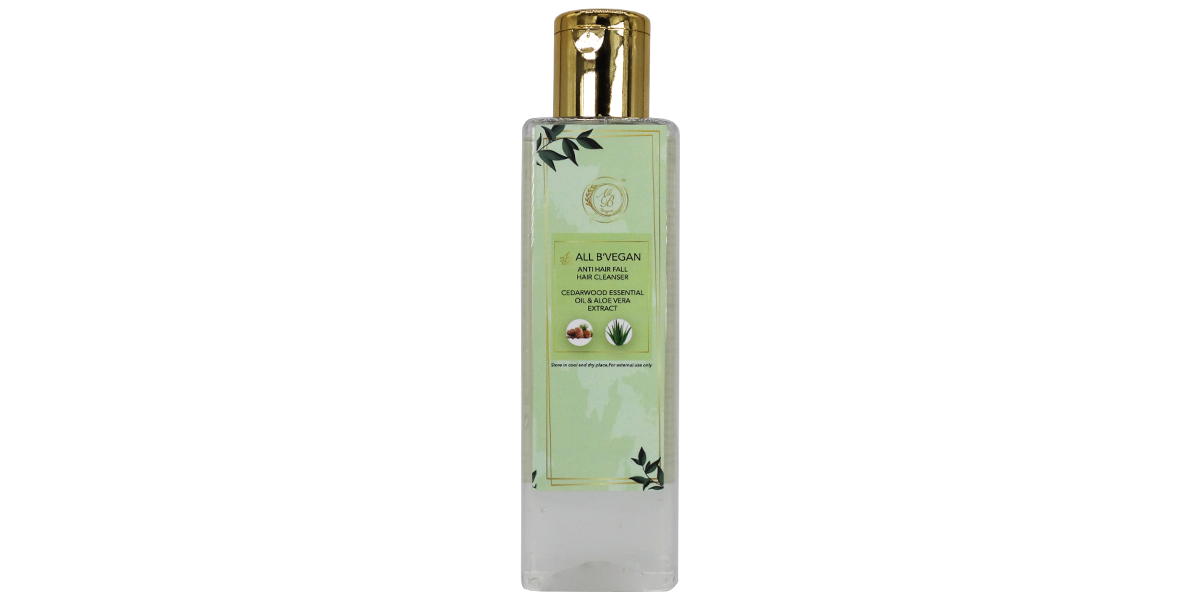 ALL B'VEGAN
ANTI HAIR FALL
HAIR CLEANSER
CEDARWOOD ESSENTIAL
OIL & ALOE VERA
EXTRACT
Store in cool and dry place,For external use only